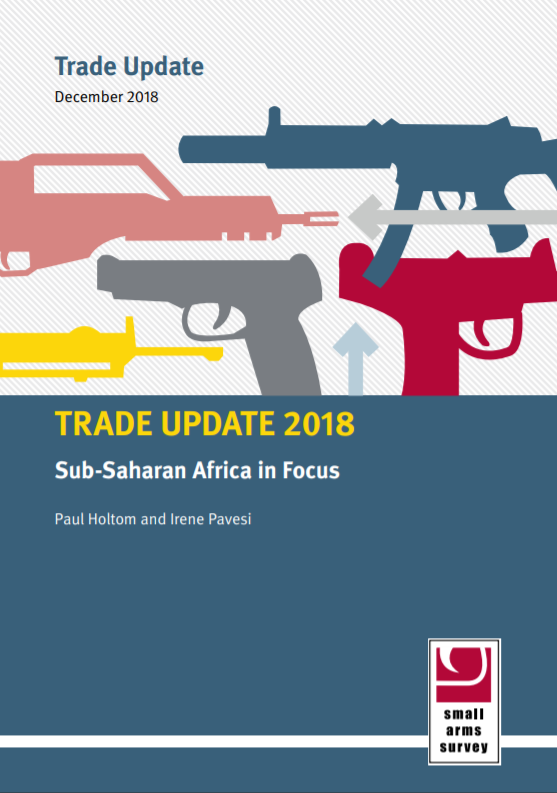 Trade Update
December 2018
TRADE UPDATE 2018
Sub-Saharan Africa in Focus
Paul Holtom and Irene Pavesi
small
arms
survey